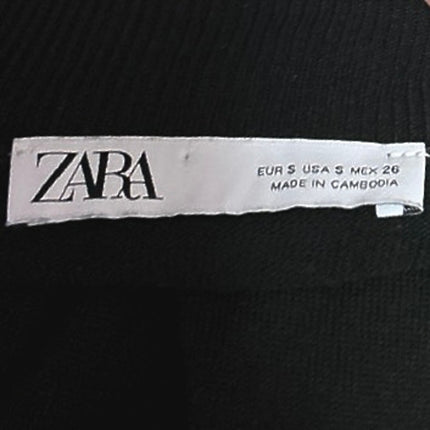 ZARA
EUR S USA S MEX 26
MADE IN CAMBODIA